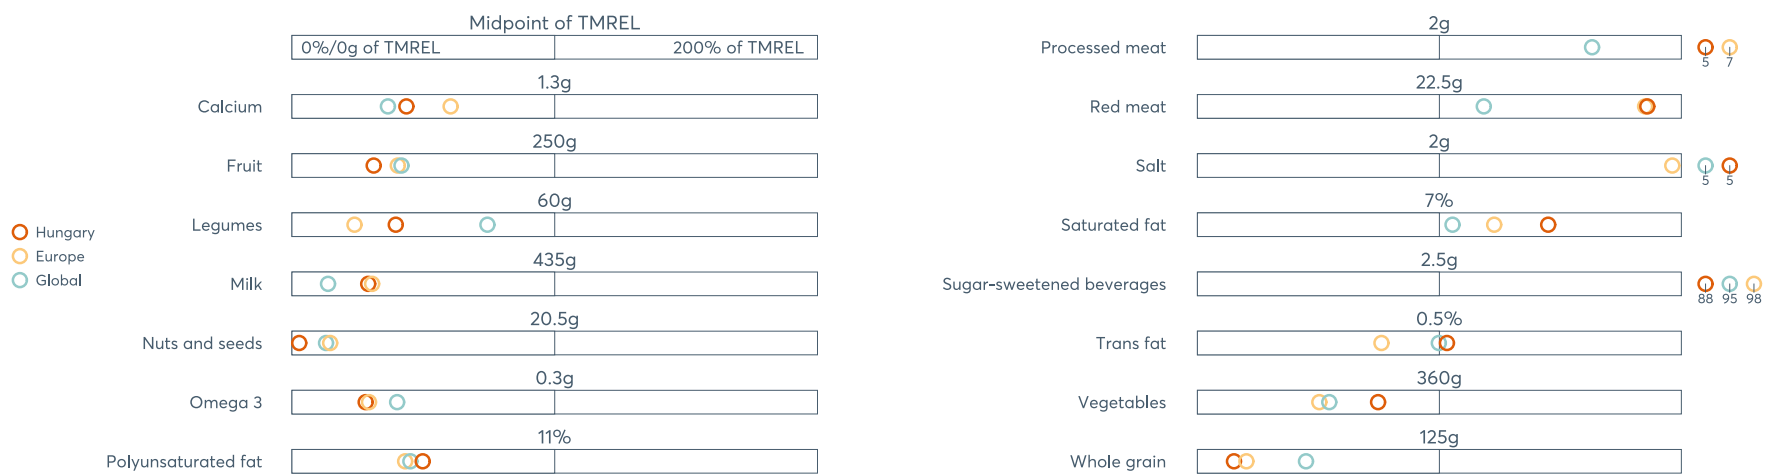 Midpoint of TMREL
0%/0g of TMREL 200% of TMREL
1.3g
Calcium
250g
Fruit
60g
Legumes
Hungary
Europe
Global
435g
Milk
20.5g
Nuts and seeds
0.3g
Omega 3
11%
Polyunsaturated fat
2g
Processed meat
5 7
22.5g
Red meat
2g
Salt
5 5
7%
Saturated fat
2.5g
Sugar-sweetened beverages
88 95 98
0.5%
Trans fat
360g
Vegetables
125g
Whole grain